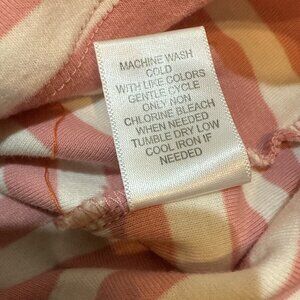 MACHINE WASH
COLD
WITH LIKE COLORS
GENTLE CYCLE
ONLY NON
CHLORINE BLEACH
WHEN NEEDED
TUMBLE DRY LOW
COOL IRON IF
NEEDED